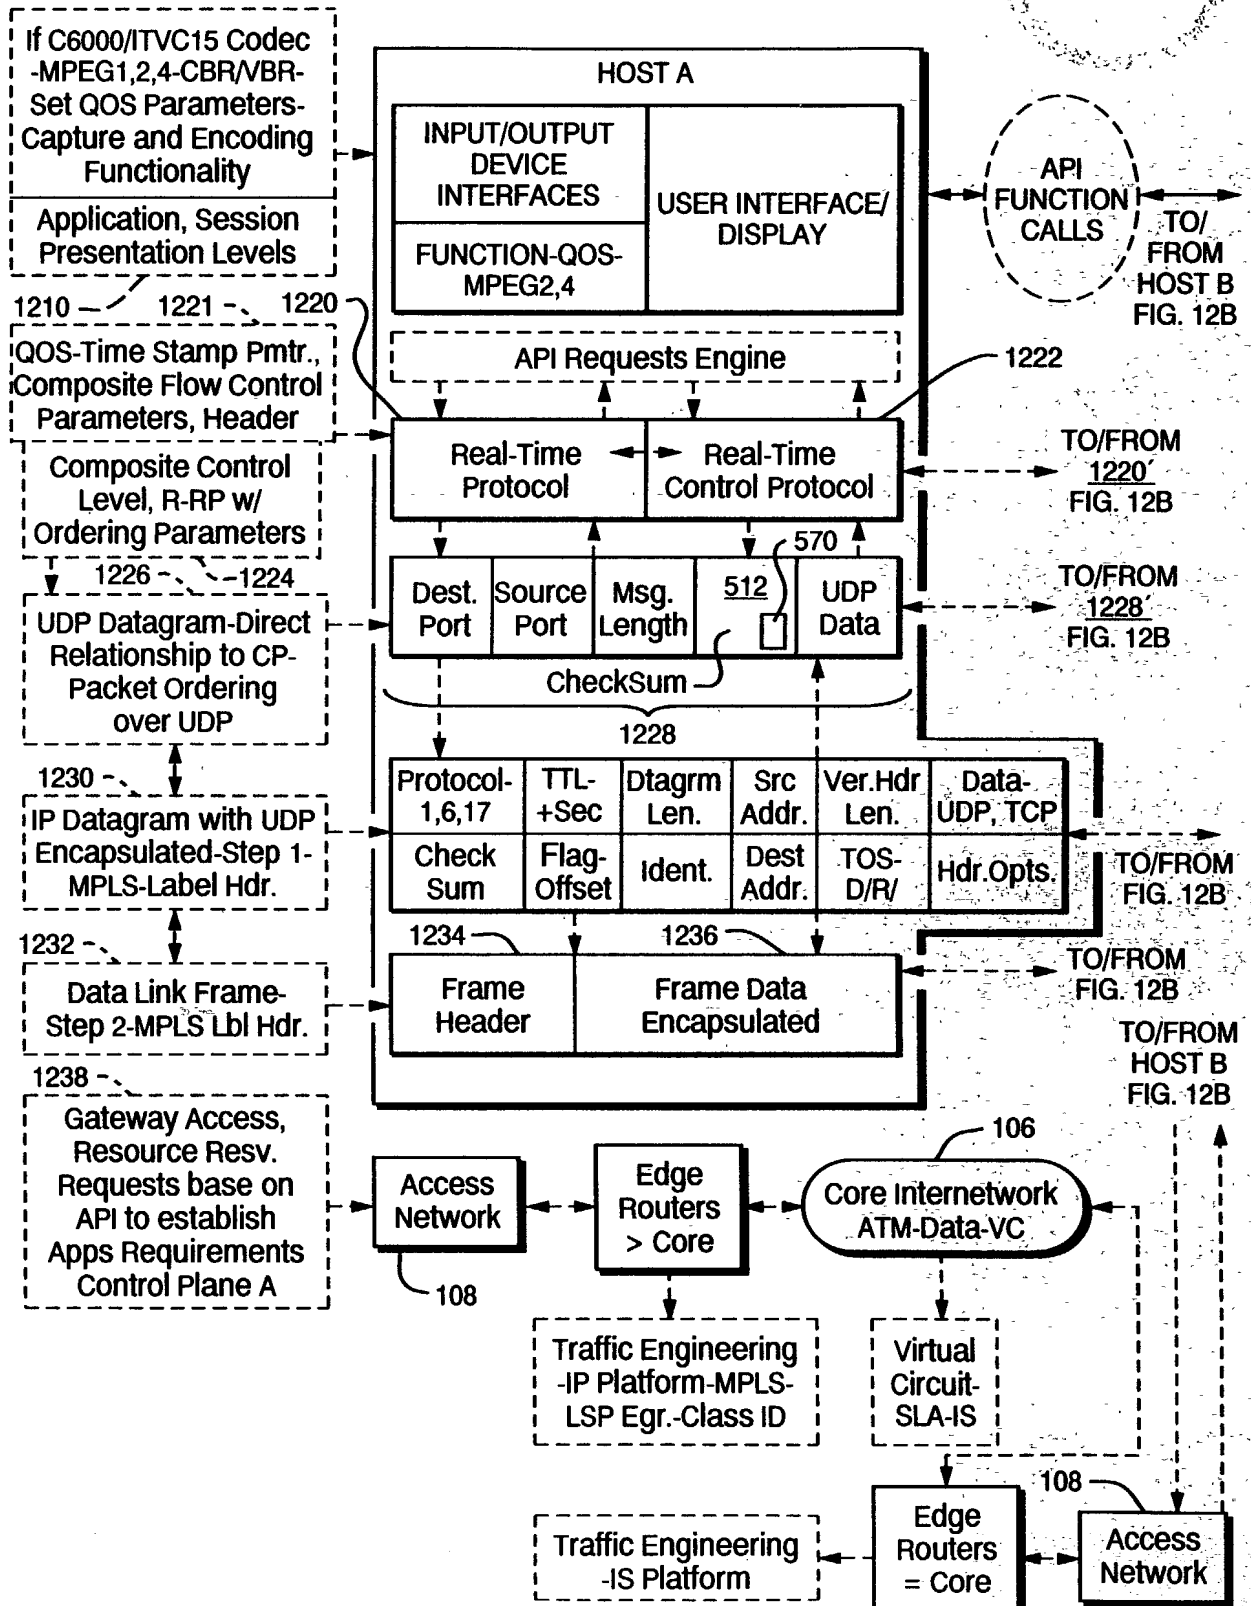 If C6000/ITVC15 Codec
-MPEG1,2,4-CBR/VBR-
Set QOS Parameters-
Capture and Encoding
Functionality
Application, Session
Presentation Levels
1210
1221
1220
HOST A
INPUT/OUTPUT
DEVICE
INTERFACES
FUNCTION-QOS-
MPEG2,4
USER INTERFACE/
DISPLAY
API
FUNCTION
CALLS
TO/
FROM
HOST B
FIG. 12B
API Requests Engine
1222
QOS-Time Stamp Pmtr.,
Composite Flow Control
Parameters, Header
Real-Time
Protocol
Real-Time
Control Protocol
TO/FROM
1220′
FIG. 12B
Composite Control
Level, R-RP w/
Ordering Parameters
1226
1224
570
Dest.
Port
Source
Port
Msg.
Length
512
UDP
Data
CheckSum
1228
TO/FROM
1228′
FIG. 12B
UDP Datagram-Direct
Relationship to CP-
Packet Ordering
over UDP
1230
IP Datagram with UDP
Encapsulated-Step 1-
MPLS-Label Hdr.
Protocol-
1,6,17
TTL-
+Sec
Dtagrm
Len.
Src
Addr.
Ver.Hdr
Len.
Data-
UDP, TCP
Check
Sum
Flag-
Offset
Ident.
Dest
Addr.
TOS-
D/R/
Hdr.Opts.
TO/FROM
FIG. 12B
1232
1234
1236
Data Link Frame-
Step 2-MPLS Lbl Hdr.
Frame
Header
Frame Data
Encapsulated
TO/FROM
FIG. 12B
TO/FROM
HOST B
FIG. 12B
1238
Gateway Access,
Resource Resv.
Requests base on
API to establish
Apps Requirements
Control Plane A
Access
Network
108
Edge
Routers
> Core
106
Core Internetwork
ATM-Data-VC
Traffic Engineering
-IP Platform-MPLS-
LSP Egr.-Class ID
Virtual
Circuit-
SLA-IS
108
Traffic Engineering
-IS Platform
Edge
Routers
= Core
Access
Network